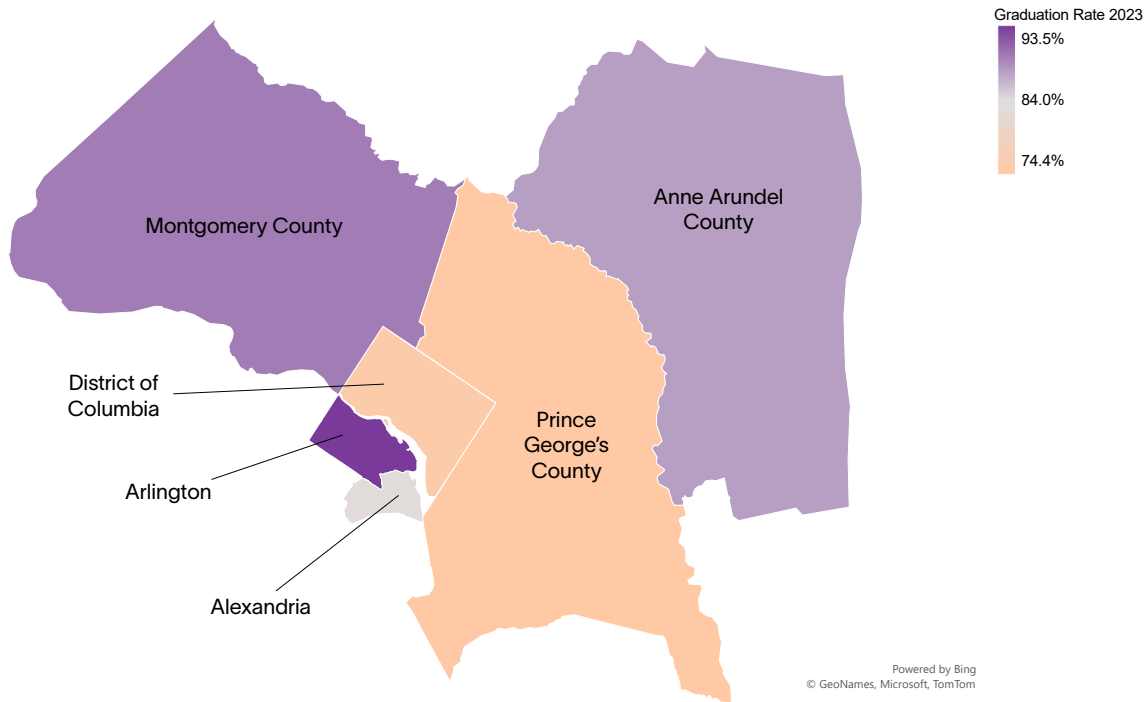 Graduation Rate 2023
93.5%
84.0%
74.4%
Anne Arundel
County
Montgomery County
District of
Columbia
Prince
George’s
County
Arlington
Alexandria
Powered by Bing
© GeoNames, Microsoft, TomTom